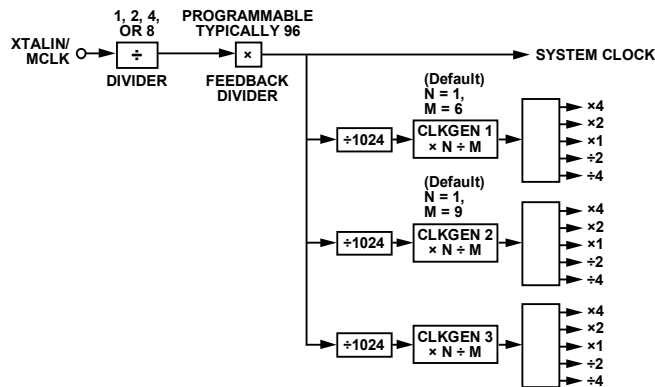 XTALIN/
MCLK
1, 2, 4,
OR 8
÷
DIVIDER
PROGRAMMABLE
TYPICALLY 96
×
FEEDBACK
DIVIDER
SYSTEM CLOCK
(Default)
N = 1,
M = 6
÷1024
CLKGEN 1
× N ÷ M
×4
×2
×1
÷2
÷4
(Default)
N = 1,
M = 9
÷1024
CLKGEN 2
× N ÷ M
×4
×2
×1
÷2
÷4
÷1024
CLKGEN 3
× N ÷ M
×4
×2
×1
÷2
÷4